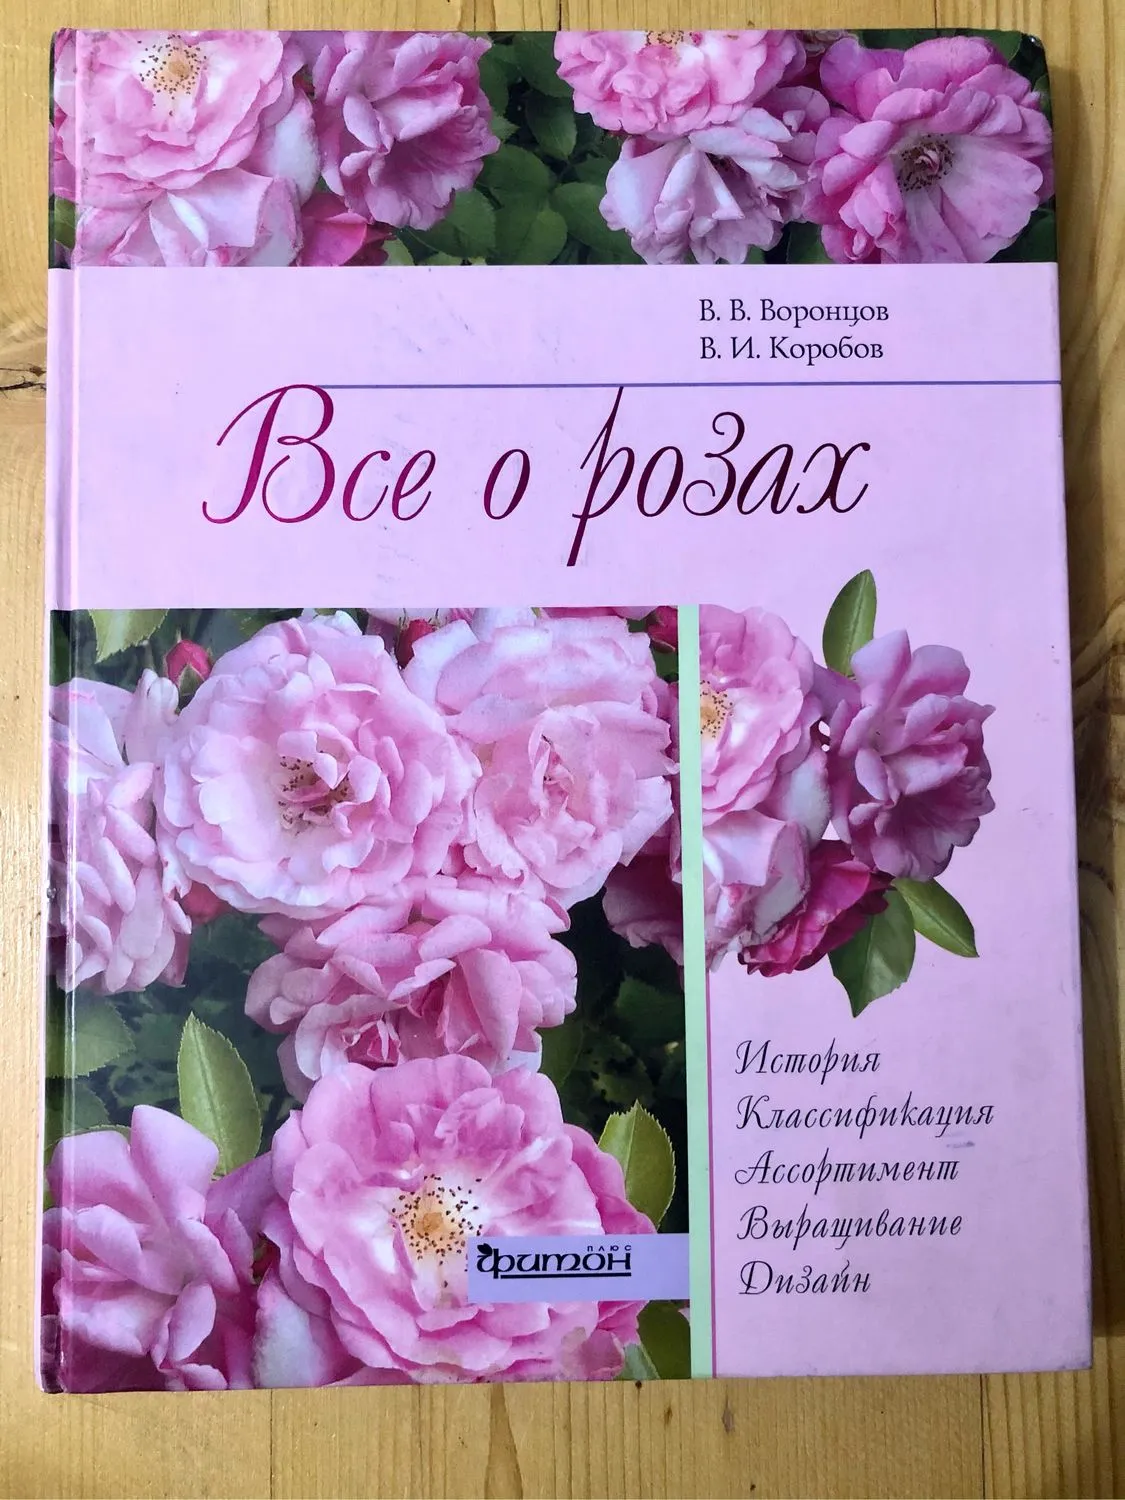 В. В. Воронцов
В. И. Коробов
Все о розах
История
Классификация
Ассортимент
Выращивание
Дизайн
плюс
Фитон